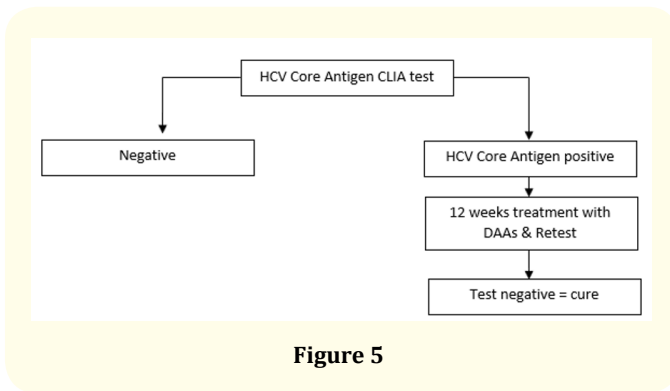 HCV Core Antigen CLIA test
Negative
HCV Core Antigen positive
12 weeks treatment with
DAAs & Retest
Test negative = cure
Figure 5